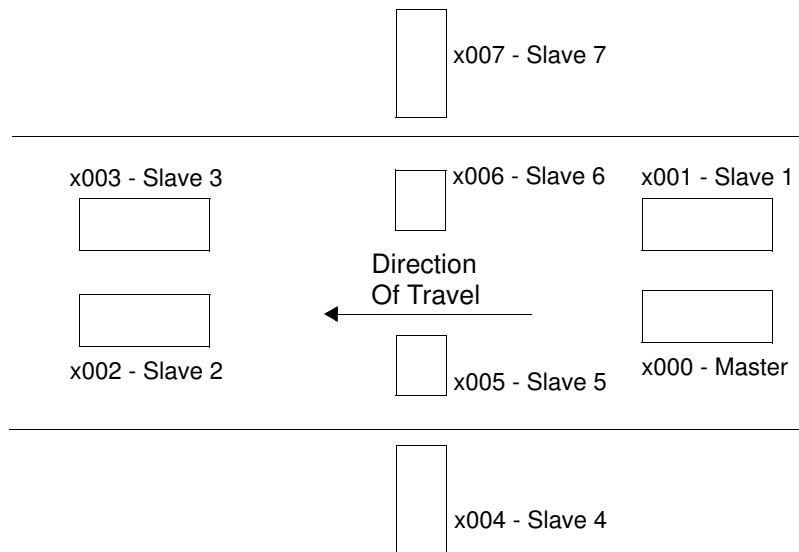 x007 - Slave 7
x003 - Slave 3
x006 - Slave 6
x001 - Slave 1
Direction
Of Travel
x002 - Slave 2
x005 - Slave 5
x000 - Master
x004 - Slave 4